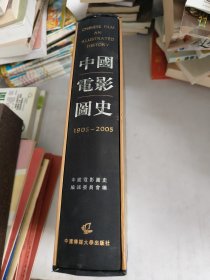 CHINESE FILM
AN
ILLUSTRATED
HISTORY
中國
電影
圖史
1905-2005
中國電影圖史
編輯委員會編
中國傳媒大學出版社